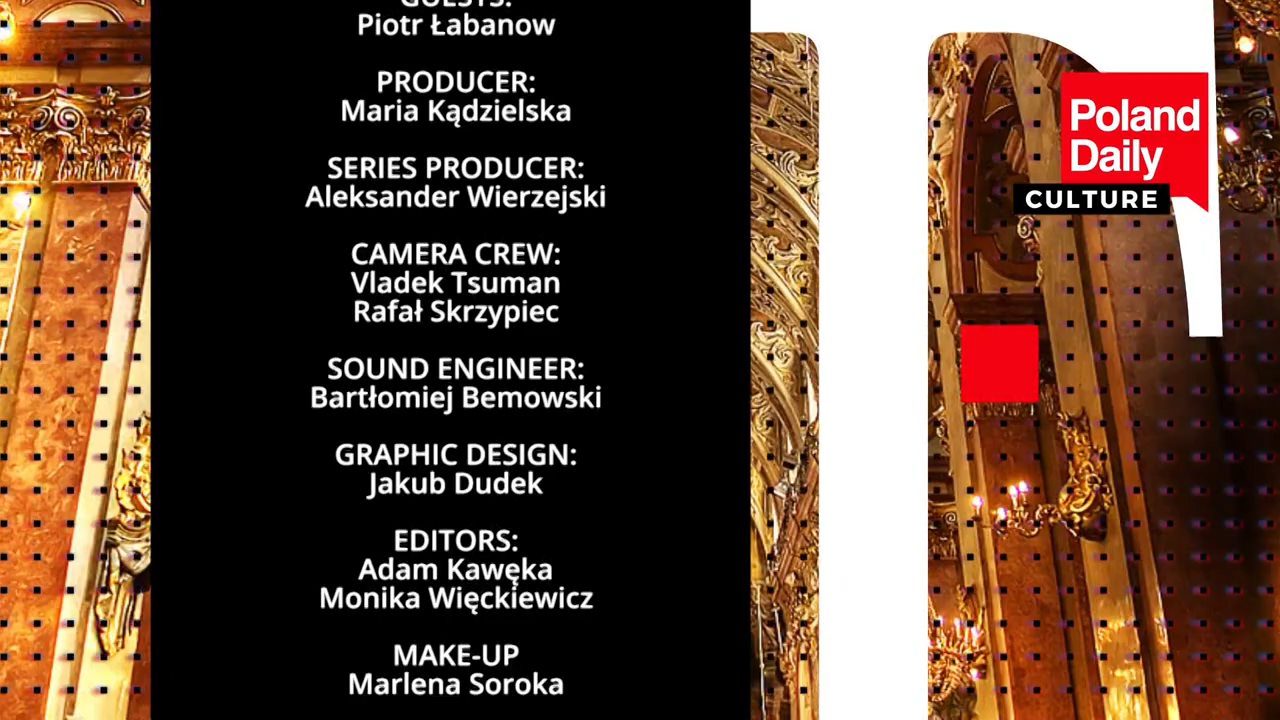 GUESTS:
Piotr Łabanow
PRODUCER:
Maria Kądzielska
SERIES PRODUCER:
Aleksander Wierzejski
CAMERA CREW:
Vladek Tsuman
Rafał Skrzypiec
SOUND ENGINEER:
Bartłomiej Bemowski
GRAPHIC DESIGN:
Jakub Dudek
EDITORS:
Adam Kawęka
Monika Więckiewicz
MAKE-UP
Marlena Soroka
Poland
Daily
CULTURE